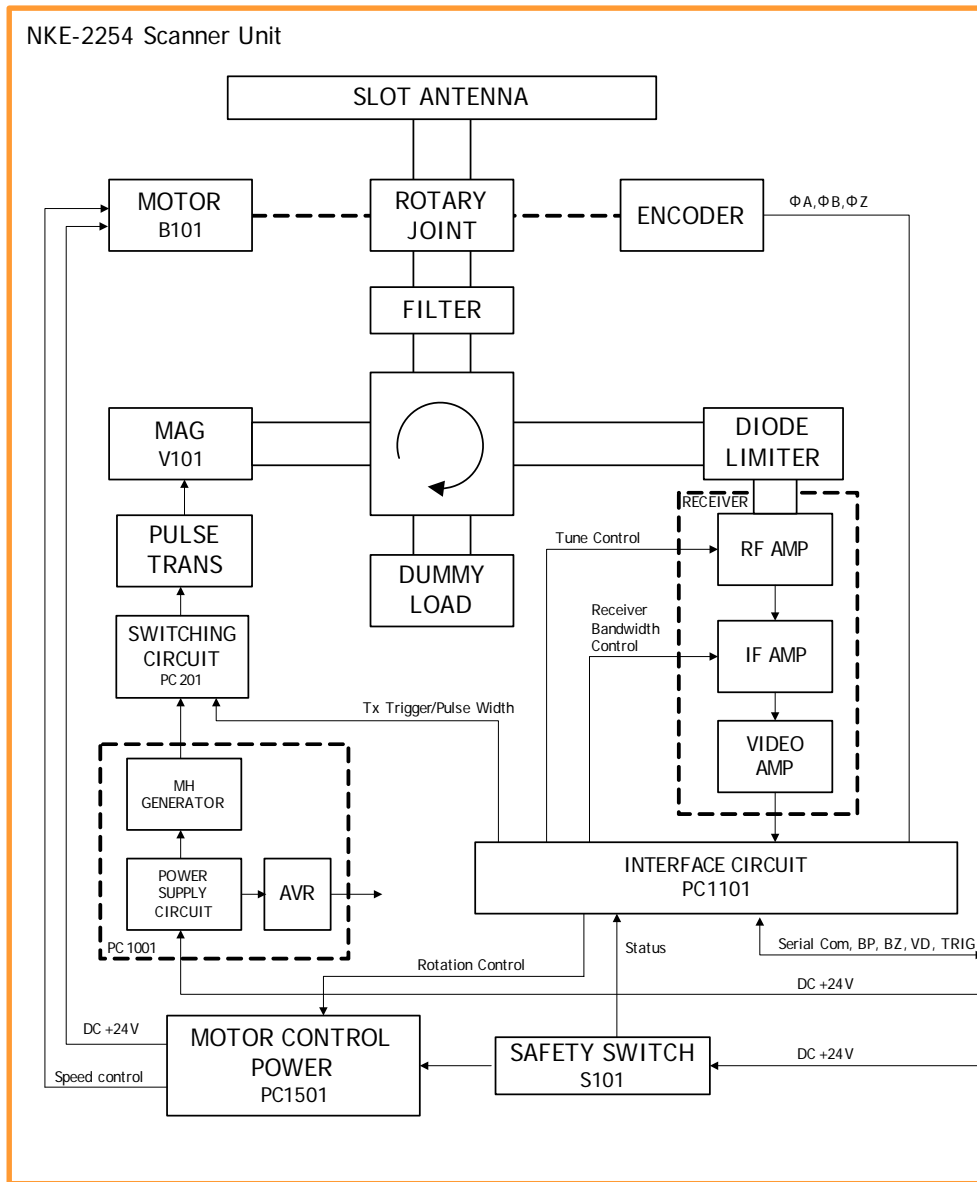 NKE-2254 Scanner Unit
SLOT ANTENNA
MOTOR
B101
ROTARY
JOINT
ENCODER
ΦA,ΦB,ΦZ
FILTER
MAG
V101
DIODE
LIMITER
RECEIVER
PULSE
TRANS
Tune Control
RF AMP
DUMMY
LOAD
SWITCHING
CIRCUIT
PC201
Receiver
Bandwidth
Control
IF AMP
Tx Trigger/Pulse Width
VIDEO
AMP
MH
GENERATOR
POWER
SUPPLY
CIRCUIT
AVR
PC1001
INTERFACE CIRCUIT
PC1101
Status
Serial Com, BP, BZ, VD, TRIG
Rotation Control
DC +24V
DC +24V
MOTOR CONTROL
POWER
PC1501
SAFETY SWITCH
S101
DC +24V
Speed control